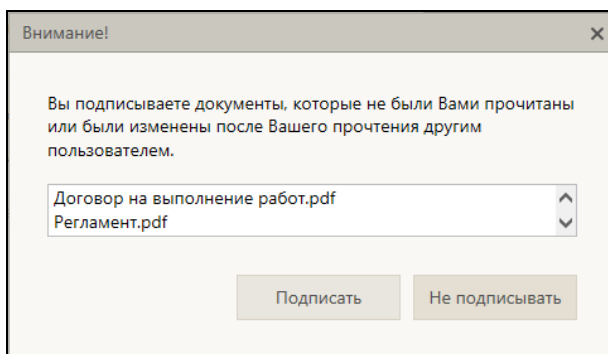 Внимание!
Вы подписываете документы, которые не были Вами прочитаны
или были изменены после Вашего прочтения другим
пользователем.
Договор на выполнение работ.pdf
Регламент.pdf
Подписать
Не подписывать